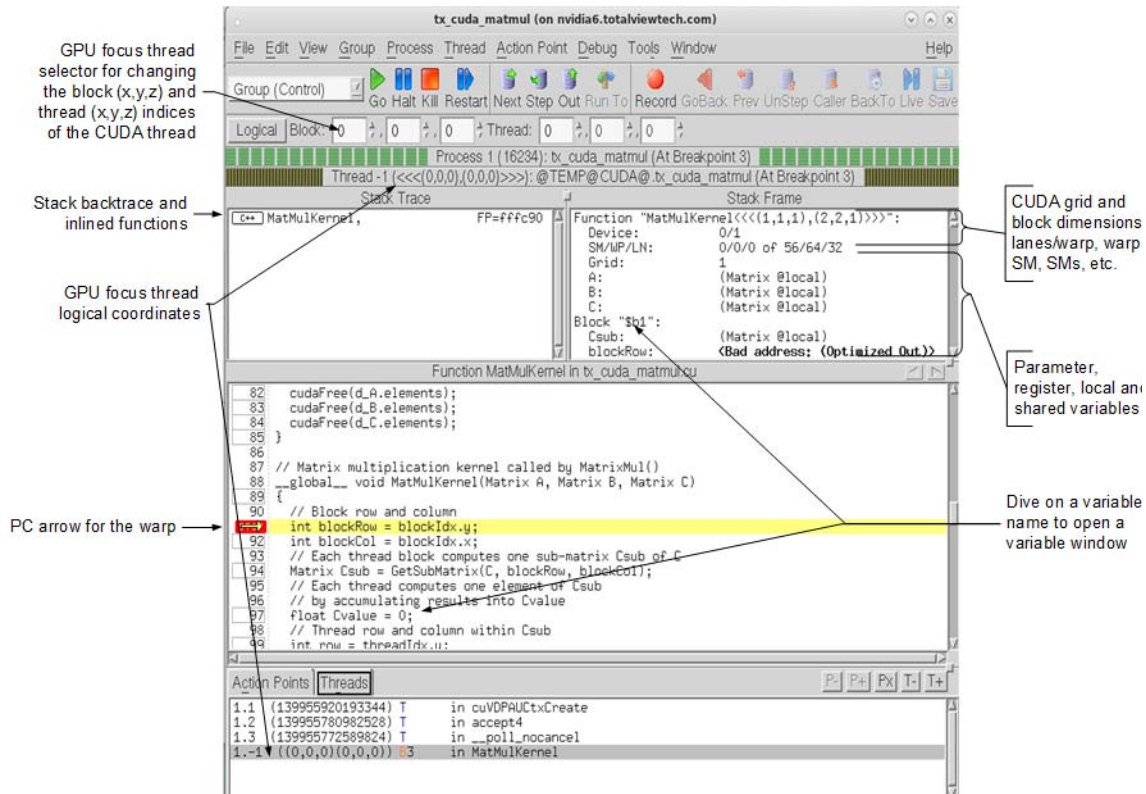 tx_cuda_matmul (on nvidia6.totalviewtech.com)
File Edit View Group Process Thread Action Point Debug Tools Window Help
Group (Control)
Go Halt Kill Restart Next Step Out Run To Record GoBack Prev UnStep Caller BackTo Live Save
Logical Block: 0 , 0 , 0 Thread: 0 , 0 , 0
Process 1 (16234): tx_cuda_matmul (At Breakpoint 3)
Thread -1 (<<<(0,0,0),(0,0,0)>>>): @TEMP@CUDA@.tx_cuda_matmul (At Breakpoint 3)
Stack Trace
C++ MatMulKernel, FP=fffc90
Stack Frame
Function "MatMulKernel<<<(1,1,1),(2,2,1)>>>":
Device: 0/1
SM/WP/LN: 0/0/0 of 56/64/32
Grid: 1
A: (Matrix @local)
B: (Matrix @local)
C: (Matrix @local)
Block "$b1":
Csub: (Matrix @local)
blockRow: <Bad address: (Optimized Out)>
Function MatMulKernel in tx_cuda_matmul.cu
82 cudaFree(d_A.elements);
83 cudaFree(d_B.elements);
84 cudaFree(d_C.elements);
85 }
86
87 // Matrix multiplication kernel called by MatrixMul()
88 __global__ void MatMulKernel(Matrix A, Matrix B, Matrix C)
89 {
90 // Block row and column
int blockRow = blockIdx.y;
92 int blockCol = blockIdx.x;
93 // Each thread block computes one sub-matrix Csub of C
94 Matrix Csub = GetSubMatrix(C, blockRow, blockCol);
95 // Each thread computes one element of Csub
96 // by accumulating results into Cvalue
97 float Cvalue = 0;
98 // Thread row and column within Csub
99 int row = threadIdx.y;
Action Points Threads P- P+ Px T- T+
1.1 (139955920193344) T in cuVDPAUCtxCreate
1.2 (139955780982528) T in accept4
1.3 (139955772589824) T in __poll_nocancel
1.-1 ((0,0,0)(0,0,0)) B3 in MatMulKernel
GPU focus thread
selector for changing
the block (x,y,z) and
thread (x,y,z) indices
of the CUDA thread
Stack backtrace and
inlined functions
GPU focus thread
logical coordinates
PC arrow for the warp
CUDA grid and
block dimensions
lanes/warp, warp
SM, SMs, etc.
Parameter,
register, local and
shared variables
Dive on a variable
name to open a
variable window